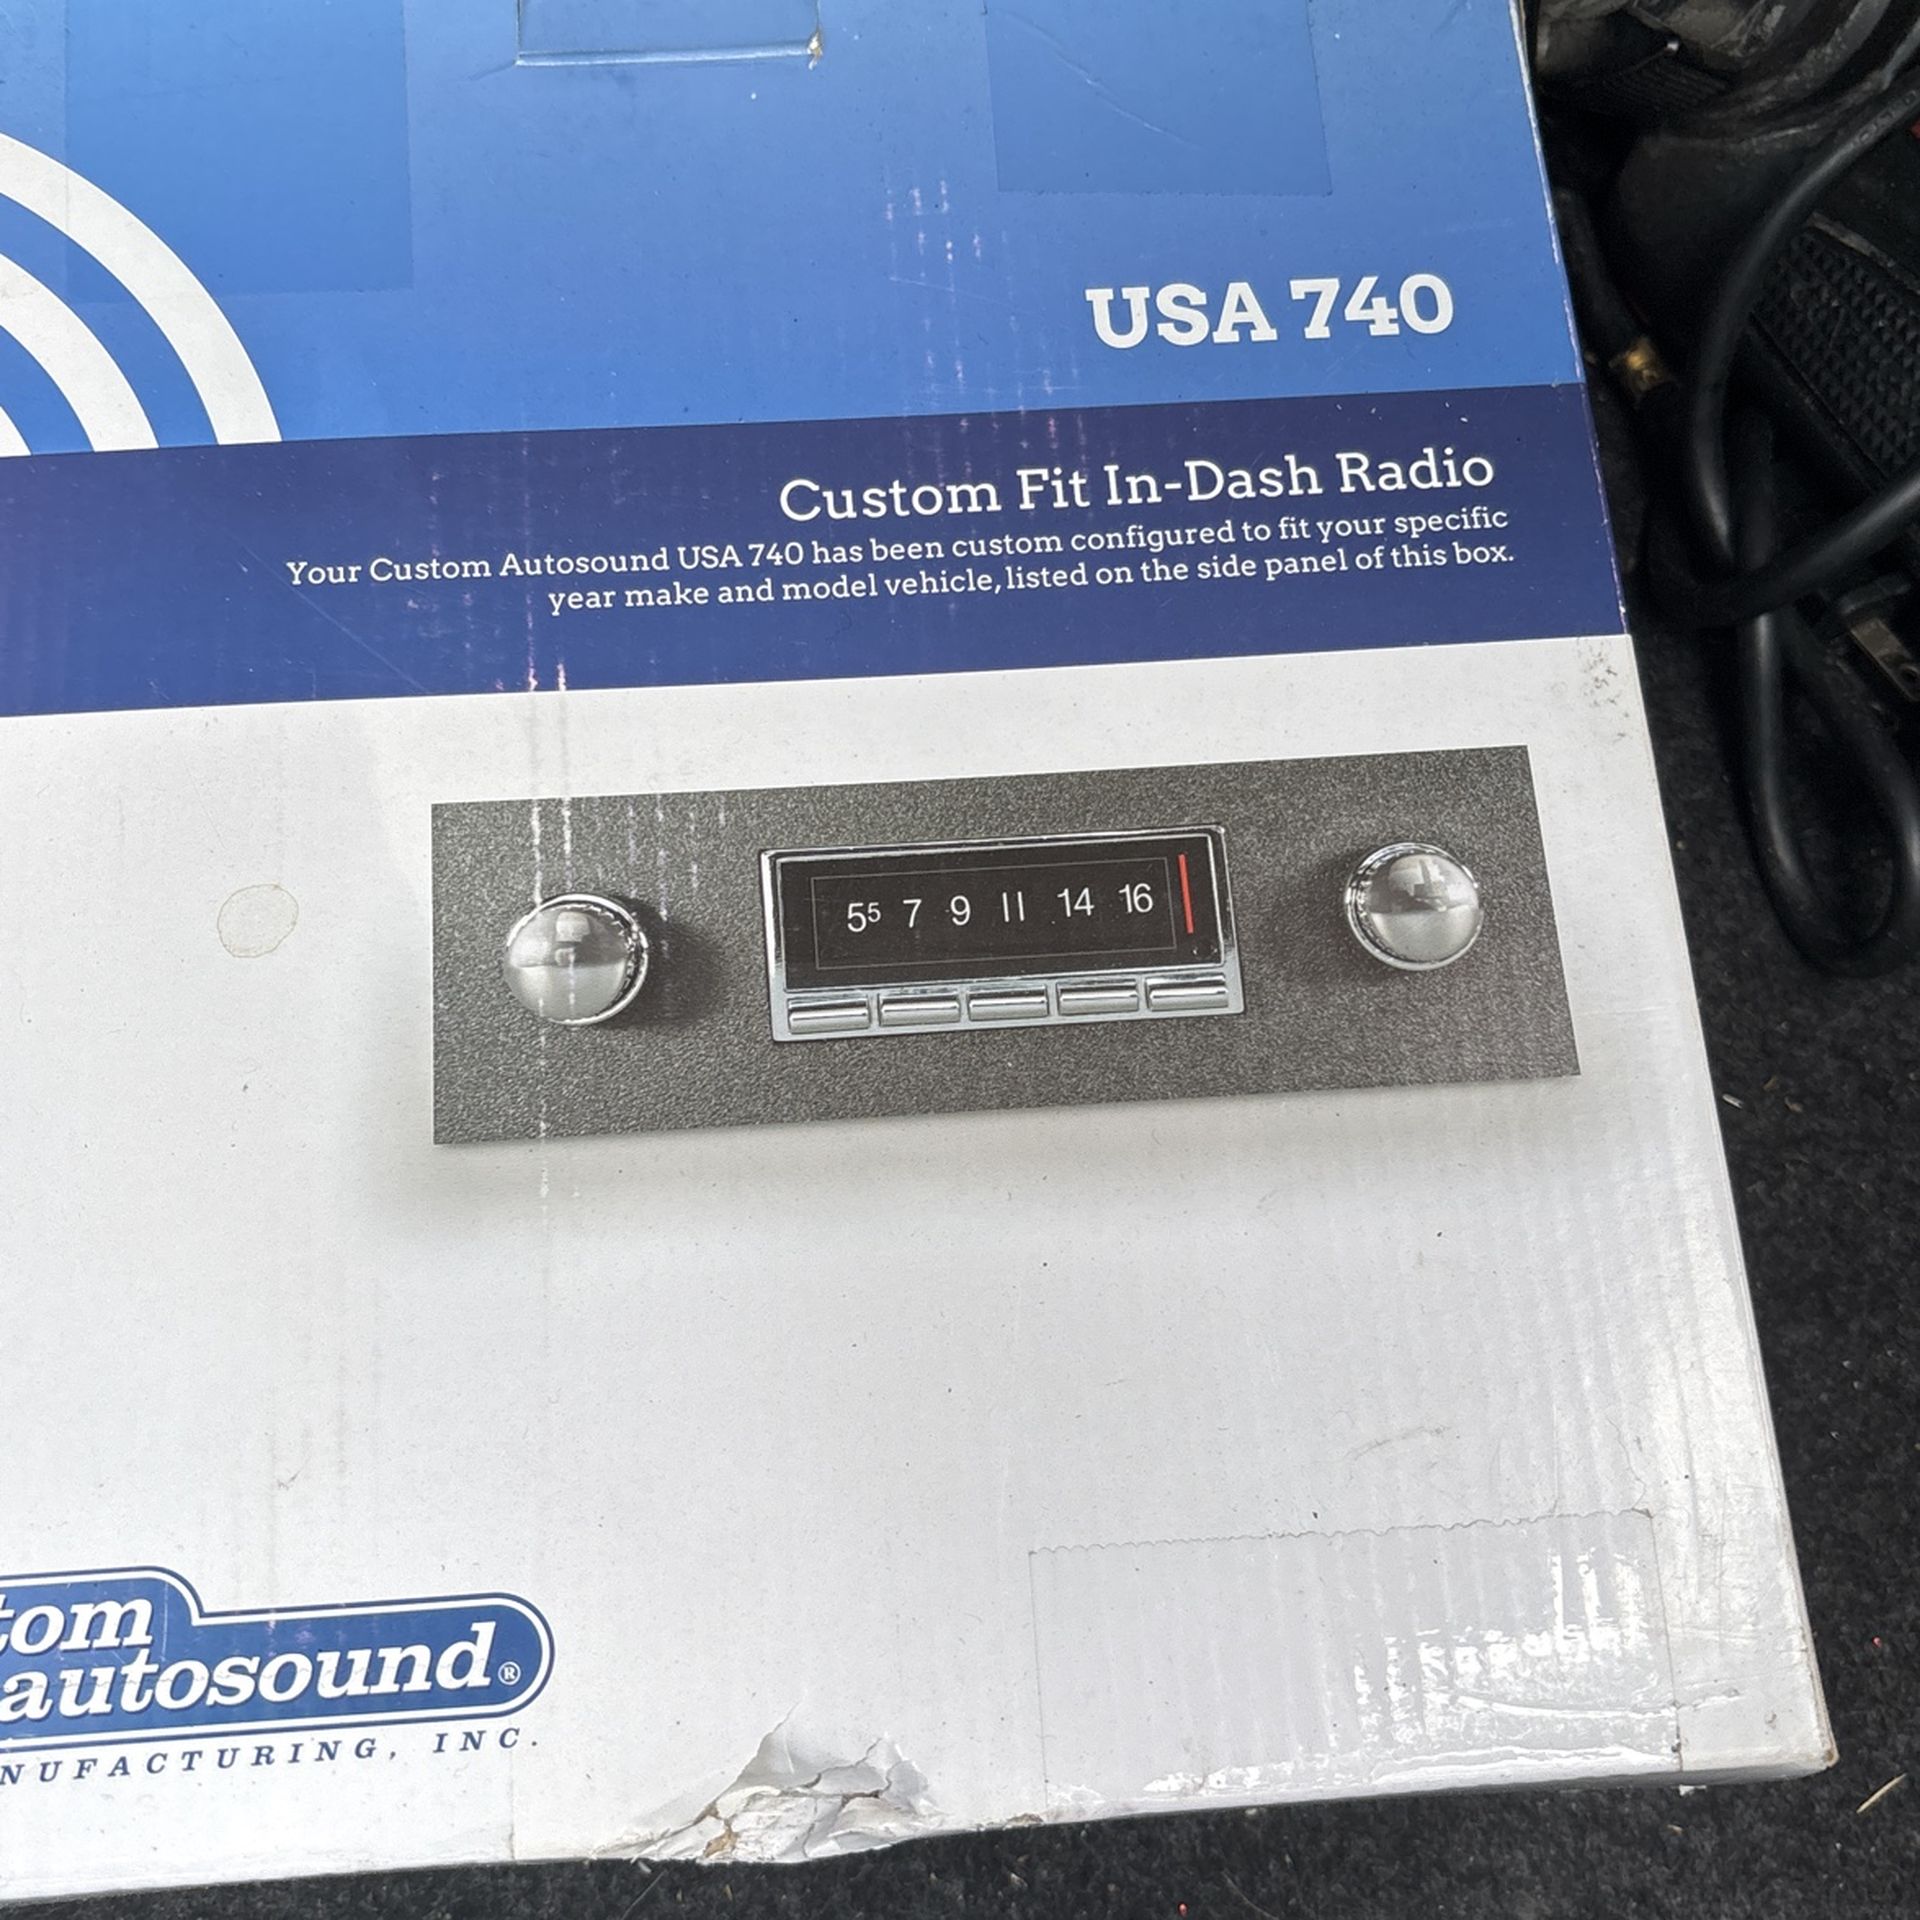 USA 740
Custom Fit In-Dash Radio
Your Custom Autosound USA 740 has been custom configured to fit your specific
year make and model vehicle, listed on the side panel of this box.
5⁵ 7 9 11 14 16
tom
autosound®
NUFACTURING, INC.